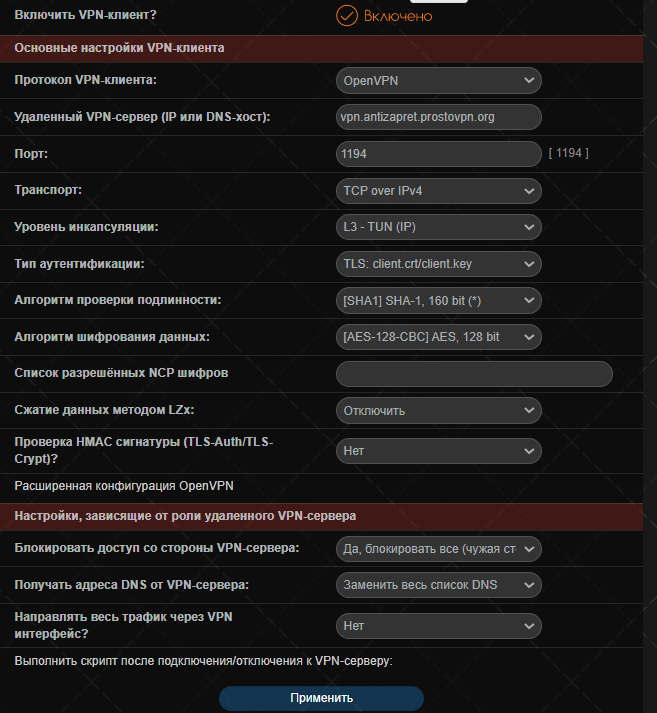 Включить VPN-клиент? Включено
Основные настройки VPN-клиента
Протокол VPN-клиента: OpenVPN
Удаленный VPN-сервер (IP или DNS-хост): vpn.antizapret.prostovpn.org
Порт: 1194 [ 1194 ]
Транспорт: TCP over IPv4
Уровень инкапсуляции: L3 - TUN (IP)
Тип аутентификации: TLS: client.crt/client.key
Алгоритм проверки подлинности: [SHA1] SHA-1, 160 bit (*)
Алгоритм шифрования данных: [AES-128-CBC] AES, 128 bit
Список разрешённых NCP шифров
Сжатие данных методом LZx: Отключить
Проверка HMAC сигнатуры (TLS-Auth/TLS-
Crypt)? Нет
Расширенная конфигурация OpenVPN
Настройки, зависящие от роли удаленного VPN-сервера
Блокировать доступ со стороны VPN-сервера: Да, блокировать все (чужая ст
Получать адреса DNS от VPN-сервера: Заменить весь список DNS
Направлять весь трафик через VPN
интерфейс? Нет
Выполнить скрипт после подключения/отключения к VPN-серверу:
Применить